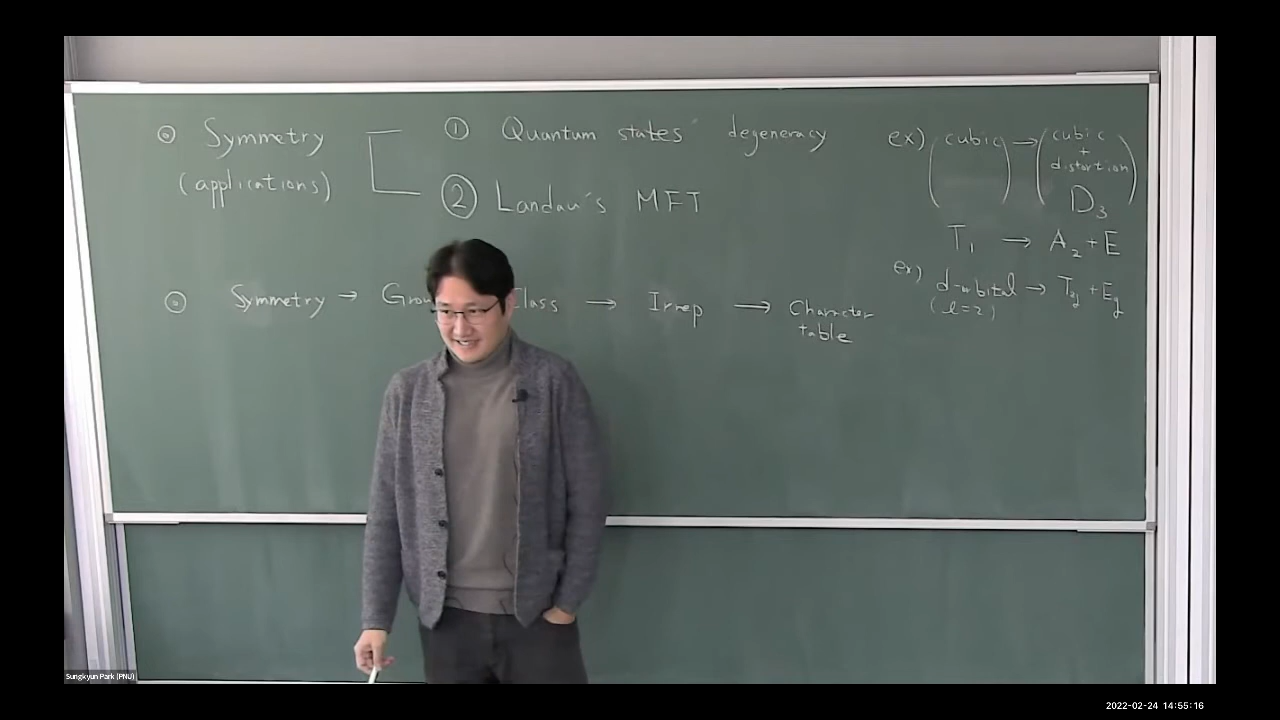 ⊙ Symmetry
(applications)
① Quantum states' degeneracy
② Landau's MFT
⊙ Symmetry → Gro
Class → Irrep → Character
table
ex) (cubic) → (cubic
+
distortion)
D₃
T₁ → A₂ + E
ex) d-orbital → T₂g + Eg
(l=2)
Sungkyun Park (PNU)
2022-02-24 14:55:16